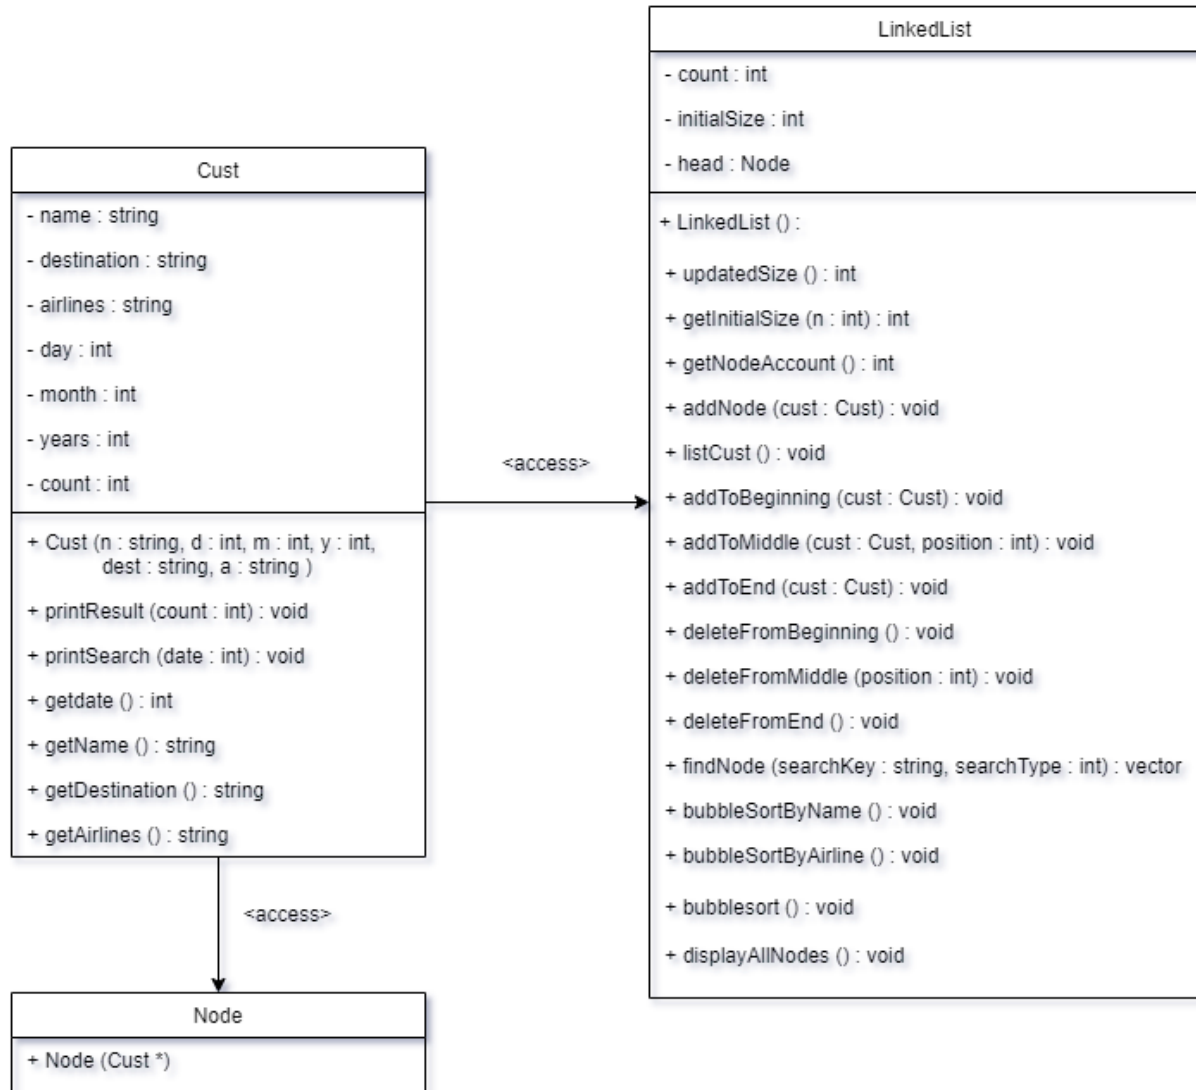 Cust
- name : string
- destination : string
- airlines : string
- day : int
- month : int
- years : int
- count : int
+ Cust (n : string, d : int, m : int, y : int,
dest : string, a : string )
+ printResult (count : int) : void
+ printSearch (date : int) : void
+ getdate () : int
+ getName () : string
+ getDestination () : string
+ getAirlines () : string
<access>
Node
+ Node (Cust *)
<access>
LinkedList
- count : int
- initialSize : int
- head : Node
+ LinkedList () :
+ updatedSize () : int
+ getInitialSize (n : int) : int
+ getNodeAccount () : int
+ addNode (cust : Cust) : void
+ listCust () : void
+ addToBeginning (cust : Cust) : void
+ addToMiddle (cust : Cust, position : int) : void
+ addToEnd (cust : Cust) : void
+ deleteFromBeginning () : void
+ deleteFromMiddle (position : int) : void
+ deleteFromEnd () : void
+ findNode (searchKey : string, searchType : int) : vector
+ bubbleSortByName () : void
+ bubbleSortByAirline () : void
+ bubblesort () : void
+ displayAllNodes () : void